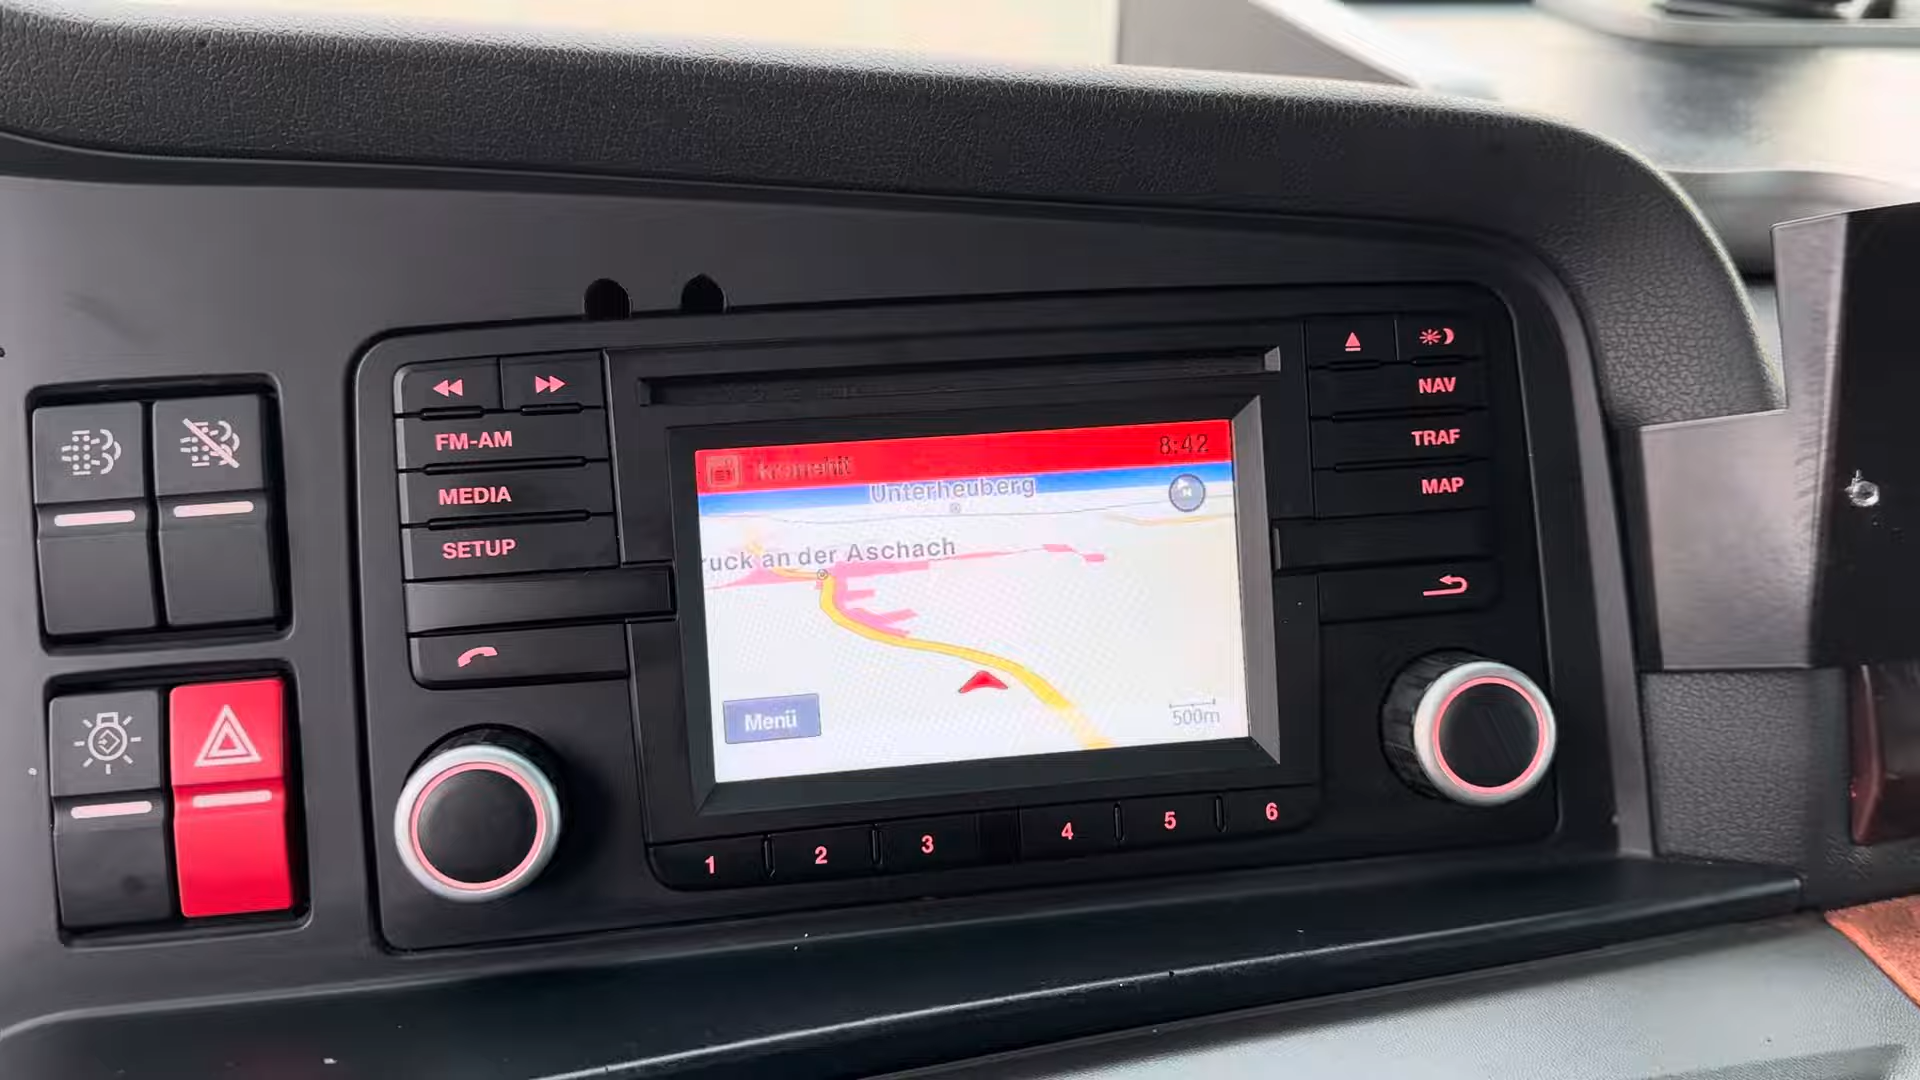 FM-AM
MEDIA
SETUP
NAV
TRAF
MAP
kronehit
8:42
Unterheuberg
N
ruck an der Aschach
Menü
500m
1
2
3
4
5
6